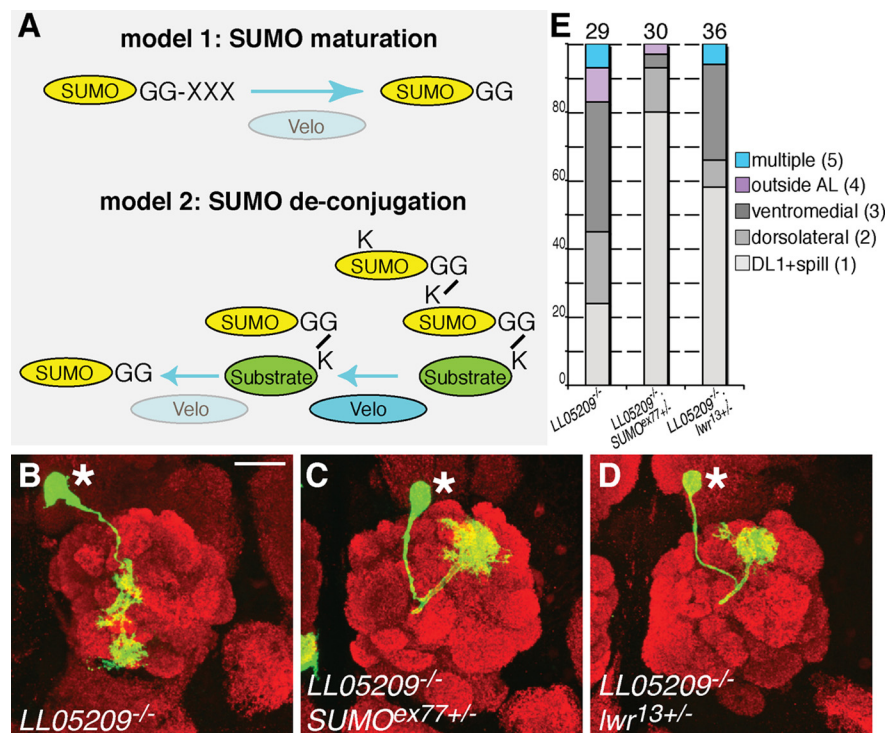 A
model 1: SUMO maturation
SUMO GG-XXX SUMO GG
Velo
model 2: SUMO de-conjugation
K
SUMO GG
K
SUMO GG SUMO GG
K K
SUMO GG Substrate Substrate
Velo Velo
E
29 30 36
80
60
40
20
0
LL05209-/-
LL05209-/-;
SUMOex77+/-
LL05209-/-;
lwr13+/-
multiple (5)
outside AL (4)
ventromedial (3)
dorsolateral (2)
DL1+spill (1)
B *
LL05209-/-
C *
LL05209-/-
SUMOex77+/-
D *
LL05209-/-
lwr13+/-